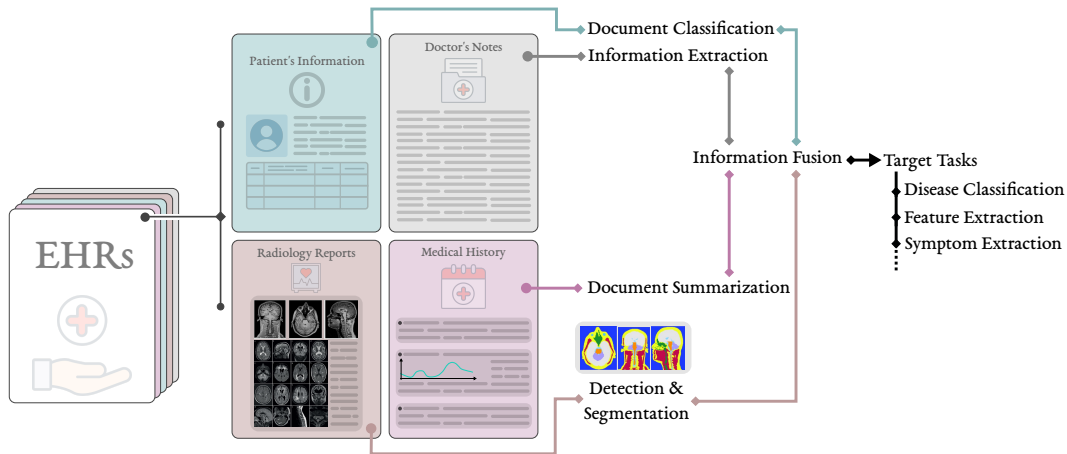 EHRs
Patient's Information
Doctor's Notes
Radiology Reports
Medical History
Document Classification
Information Extraction
Information Fusion
Document Summarization
Detection &
Segmentation
Target Tasks
Disease Classification
Feature Extraction
Symptom Extraction